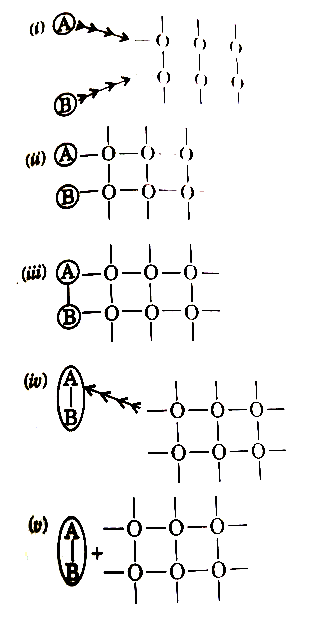 (i) A O O O
B O O O
(ii) A O O O
B O O O
(iii) A O O O
B O O O
(iv) A
B
O O O
O O O
(v) A + O O O
B O O O